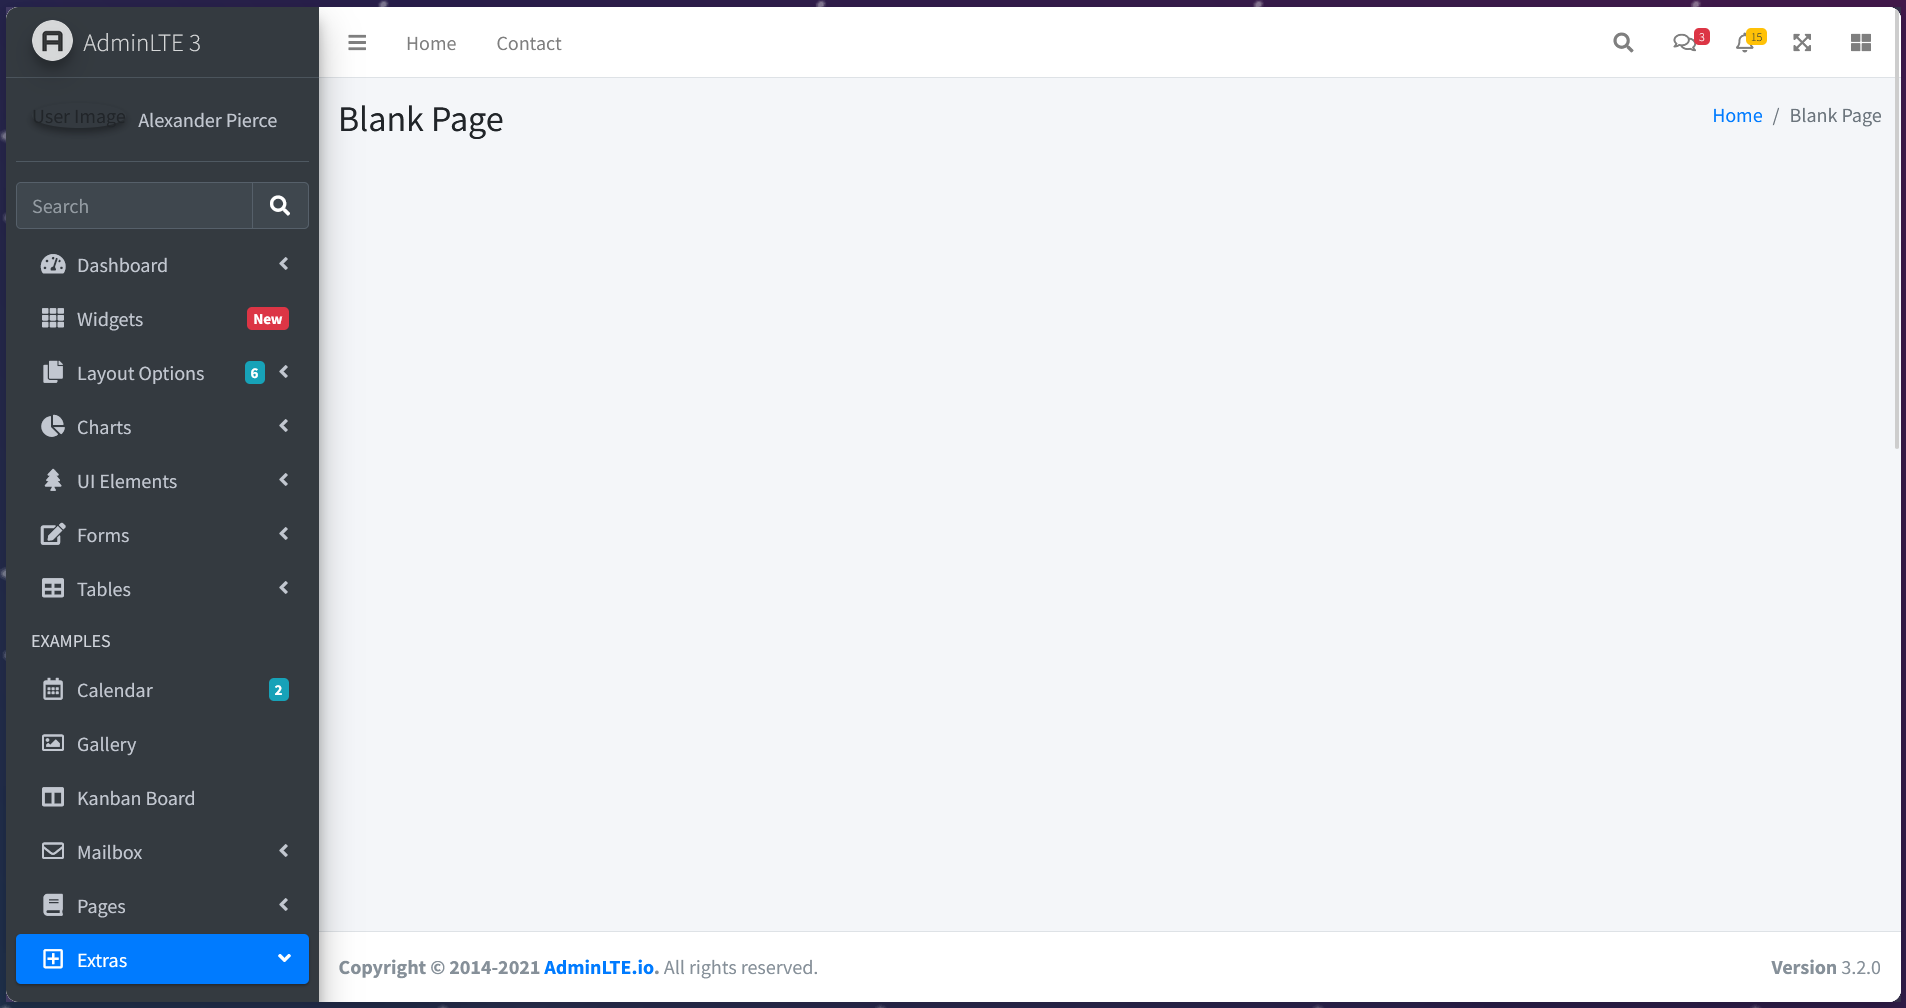 AdminLTE 3
Home
Contact
3
15
User Image
Alexander Pierce
Blank Page
Home / Blank Page
Search
Dashboard
Widgets
New
Layout Options
6
Charts
UI Elements
Forms
Tables
EXAMPLES
Calendar
2
Gallery
Kanban Board
Mailbox
Pages
Extras
Copyright © 2014-2021 AdminLTE.io. All rights reserved.
Version 3.2.0